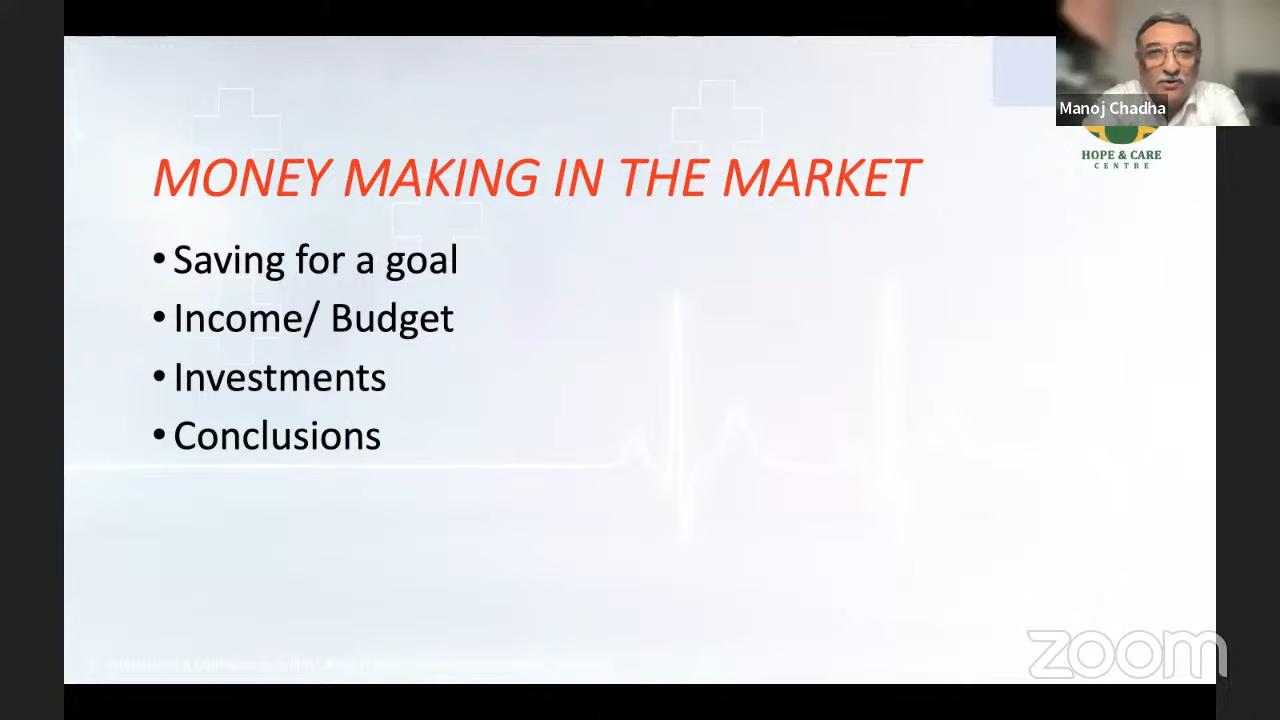 Manoj Chadha
HOPE & CARE
CENTRE
MONEY MAKING IN THE MARKET
• Saving for a goal
• Income/ Budget
• Investments
• Conclusions
zoom